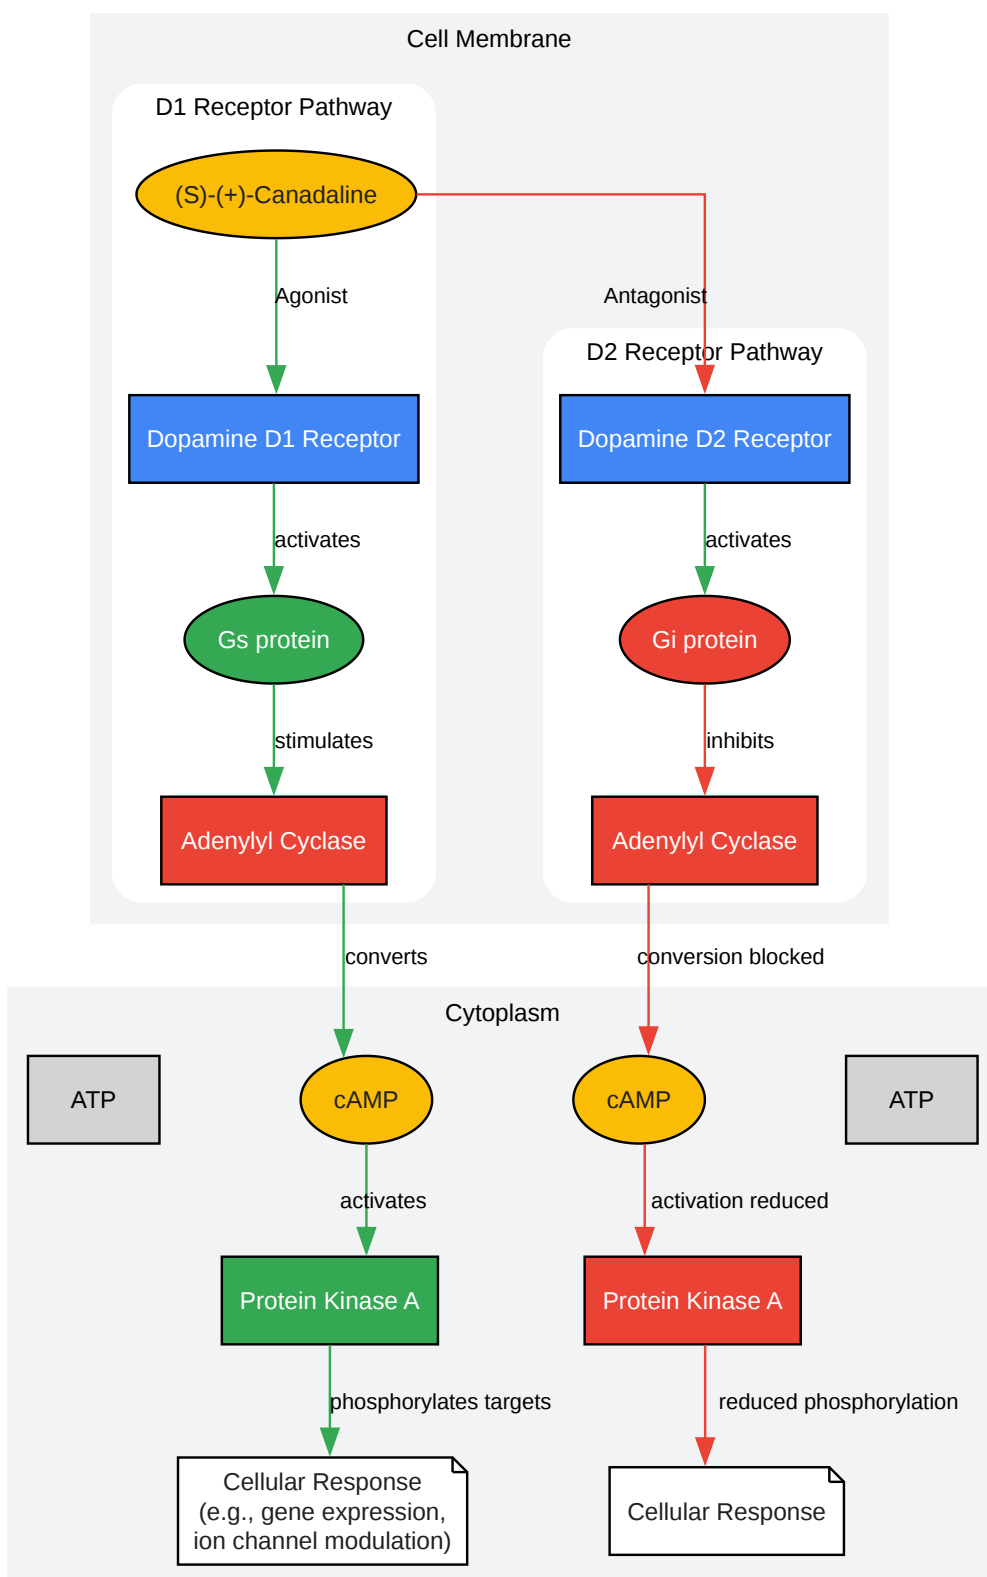 Cell Membrane
D1 Receptor Pathway
(S)-(+)-Canadaline
Agonist
Antagonist
D2 Receptor Pathway
Dopamine D1 Receptor
Dopamine D2 Receptor
activates
activates
Gs protein
Gi protein
stimulates
inhibits
Adenylyl Cyclase
Adenylyl Cyclase
converts
conversion blocked
Cytoplasm
ATP
cAMP
cAMP
ATP
activates
activation reduced
Protein Kinase A
Protein Kinase A
phosphorylates targets
reduced phosphorylation
Cellular Response
(e.g., gene expression,
ion channel modulation)
Cellular Response